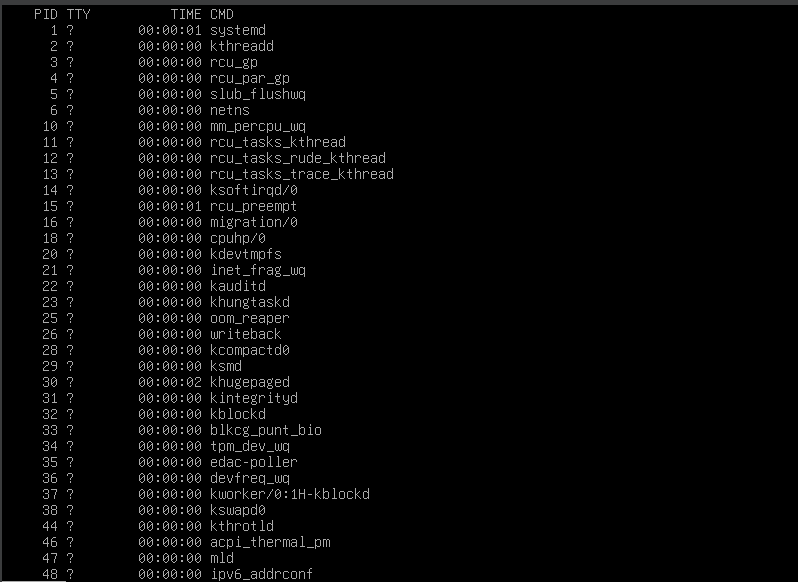 PID TTY TIME CMD
1 ? 00:00:01 systemd
2 ? 00:00:00 kthreadd
3 ? 00:00:00 rcu_gp
4 ? 00:00:00 rcu_par_gp
5 ? 00:00:00 slub_flushwq
6 ? 00:00:00 netns
10 ? 00:00:00 mm_percpu_wq
11 ? 00:00:00 rcu_tasks_kthread
12 ? 00:00:00 rcu_tasks_rude_kthread
13 ? 00:00:00 rcu_tasks_trace_kthread
14 ? 00:00:00 ksoftirqd/0
15 ? 00:00:01 rcu_preempt
16 ? 00:00:00 migration/0
18 ? 00:00:00 cpuhp/0
20 ? 00:00:00 kdevtmpfs
21 ? 00:00:00 inet_frag_wq
22 ? 00:00:00 kauditd
23 ? 00:00:00 khungtaskd
25 ? 00:00:00 oom_reaper
26 ? 00:00:00 writeback
28 ? 00:00:00 kcompactd0
29 ? 00:00:00 ksmd
30 ? 00:00:02 khugepaged
31 ? 00:00:00 kintegrityd
32 ? 00:00:00 kblockd
33 ? 00:00:00 blkcg_punt_bio
34 ? 00:00:00 tpm_dev_wq
35 ? 00:00:00 edac-poller
36 ? 00:00:00 devfreq_wq
37 ? 00:00:00 kworker/0:1H-kblockd
38 ? 00:00:00 kswapd0
44 ? 00:00:00 kthrotld
46 ? 00:00:00 acpi_thermal_pm
47 ? 00:00:00 mld
48 ? 00:00:00 ipv6_addrconf